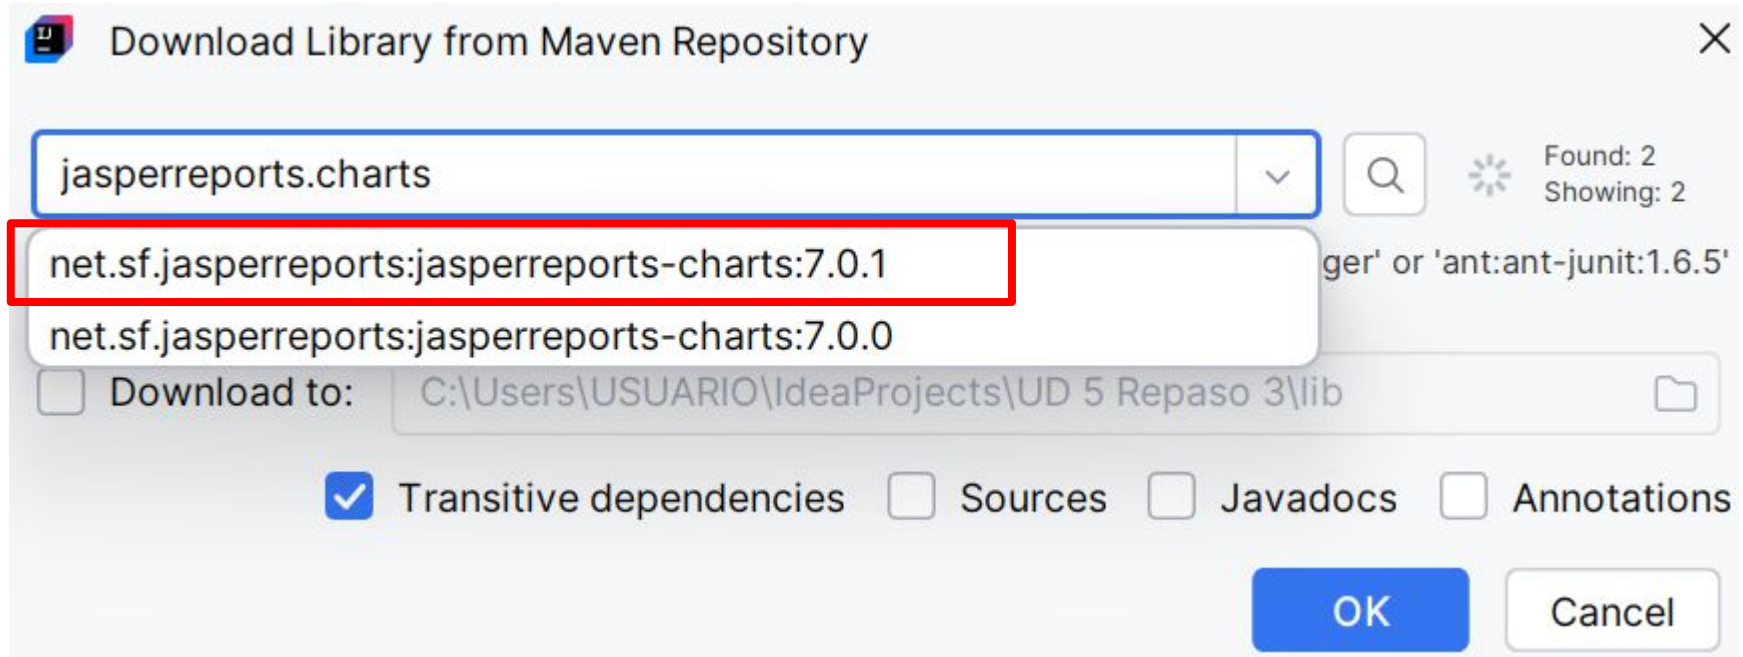 IJ
Download Library from Maven Repository
jasperreports.charts
Found: 2
Showing: 2
net.sf.jasperreports:jasperreports-charts:7.0.1
ger' or 'ant:ant-junit:1.6.5'
net.sf.jasperreports:jasperreports-charts:7.0.0
Download to: C:\Users\USUARIO\IdeaProjects\UD 5 Repaso 3\lib
Transitive dependencies Sources Javadocs Annotations
OK Cancel